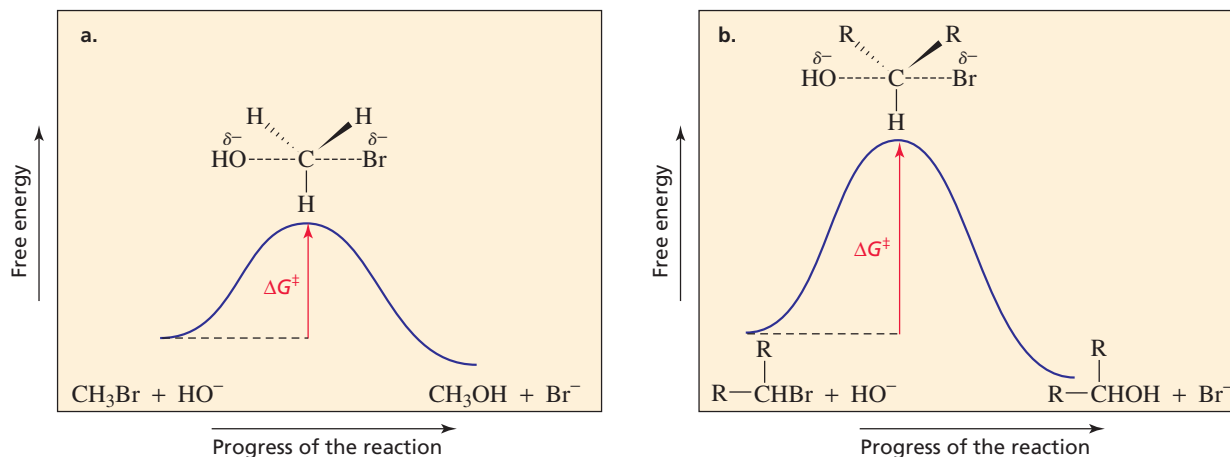 a.
H H
δ− δ−
HO C Br
H
ΔG‡
CH₃Br + HO⁻ CH₃OH + Br⁻
Free energy
Progress of the reaction
b.
R R
δ− δ−
HO C Br
H
ΔG‡
R R
R—CHBr + HO⁻ R—CHOH + Br⁻
Free energy
Progress of the reaction